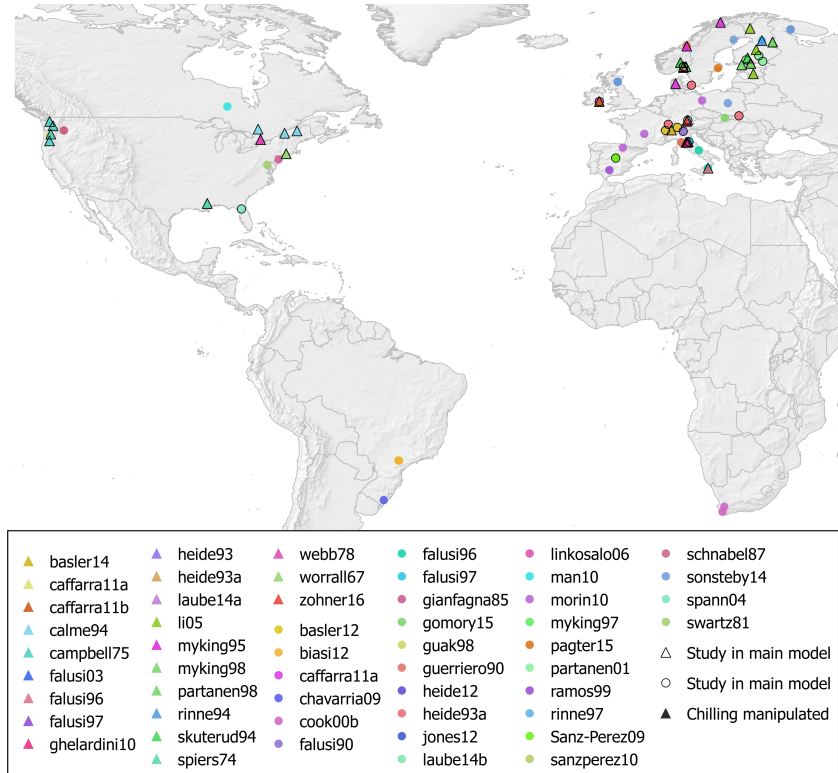 basler14
caffarra11a
caffarra11b
calme94
campbell75
falusi03
falusi96
falusi97
ghelardini10
heide93
heide93a
laube14a
li05
myking95
myking98
partanen98
rinne94
skuterud94
spiers74
webb78
worrall67
zohner16
basler12
biasi12
caffarra11a
chavarria09
cook00b
falusi90
falusi96
falusi97
gianfagna85
gomory15
guak98
guerriero90
heide12
heide93a
jones12
laube14b
linkosalo06
man10
morin10
myking97
pagter15
partanen01
ramos99
rinne97
Sanz-Perez09
sanzperez10
schnabel87
sonsteby14
spann04
swartz81
Study in main model
Study in main model
Chilling manipulated